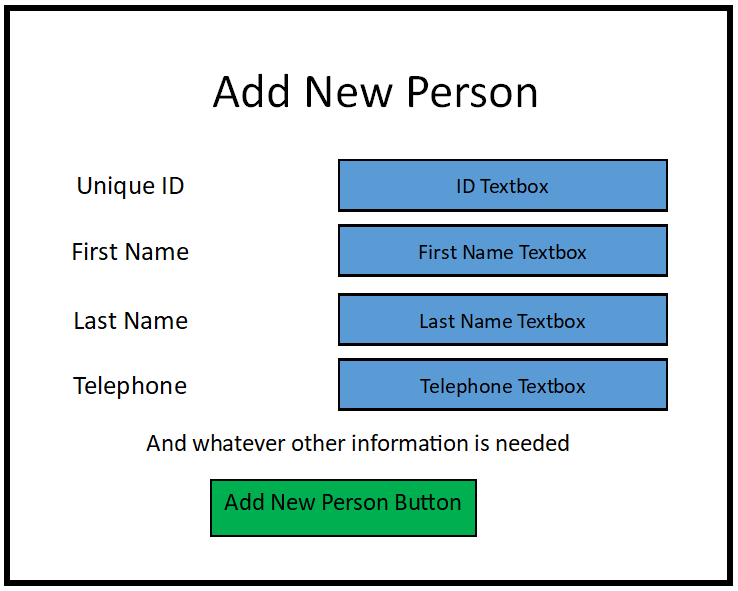 Add New Person
Unique ID
ID Textbox
First Name
First Name Textbox
Last Name
Last Name Textbox
Telephone
Telephone Textbox
And whatever other information is needed
Add New Person Button